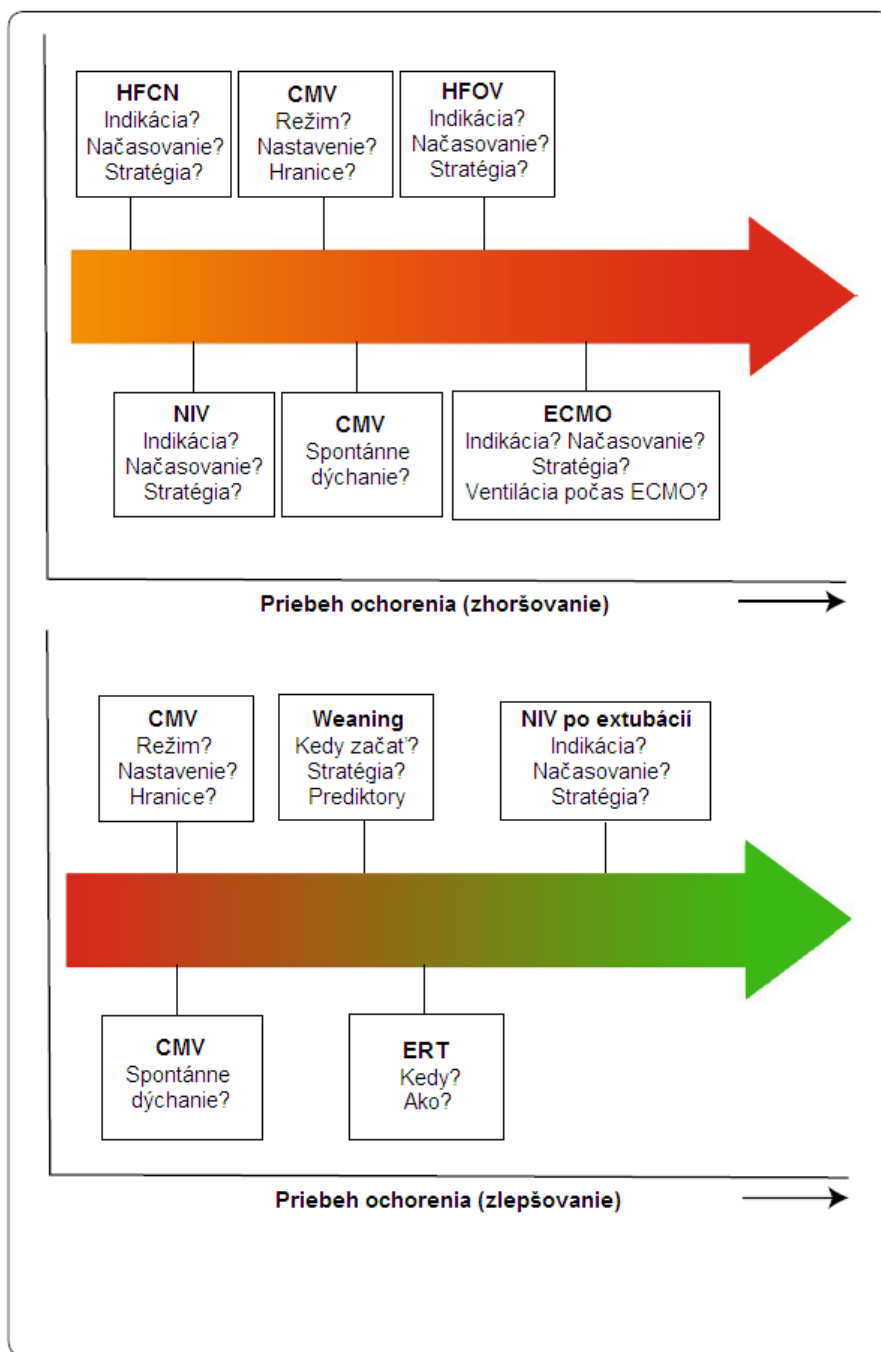 HFCN
Indikácia?
Načasovanie?
Stratégia?
CMV
Režim?
Nastavenie?
Hranice?
HFOV
Indikácia?
Načasovanie?
Stratégia?
NIV
Indikácia?
Načasovanie?
Stratégia?
CMV
Spontánne
dýchanie?
ECMO
Indikácia? Načasovanie?
Stratégia?
Ventilácia počas ECMO?
Priebeh ochorenia (zhoršovanie)
CMV
Režim?
Nastavenie?
Hranice?
Weaning
Kedy začať?
Stratégia?
Prediktory
NIV po extubácií
Indikácia?
Načasovanie?
Stratégia?
CMV
Spontánne
dýchanie?
ERT
Kedy?
Ako?
Priebeh ochorenia (zlepšovanie)